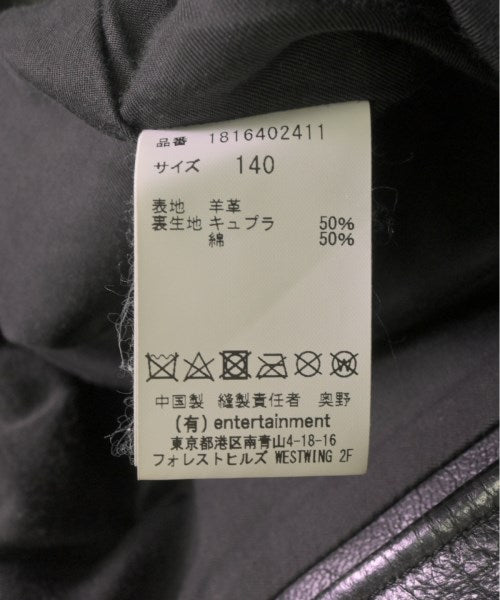 品番 1816402411
サイズ 140
表地 羊革
裏生地 キュプラ 50%
綿 50%
中国製 縫製責任者 奥野
(有) entertainment
東京都港区南青山4-18-16
フォレストヒルズ WESTWING 2F